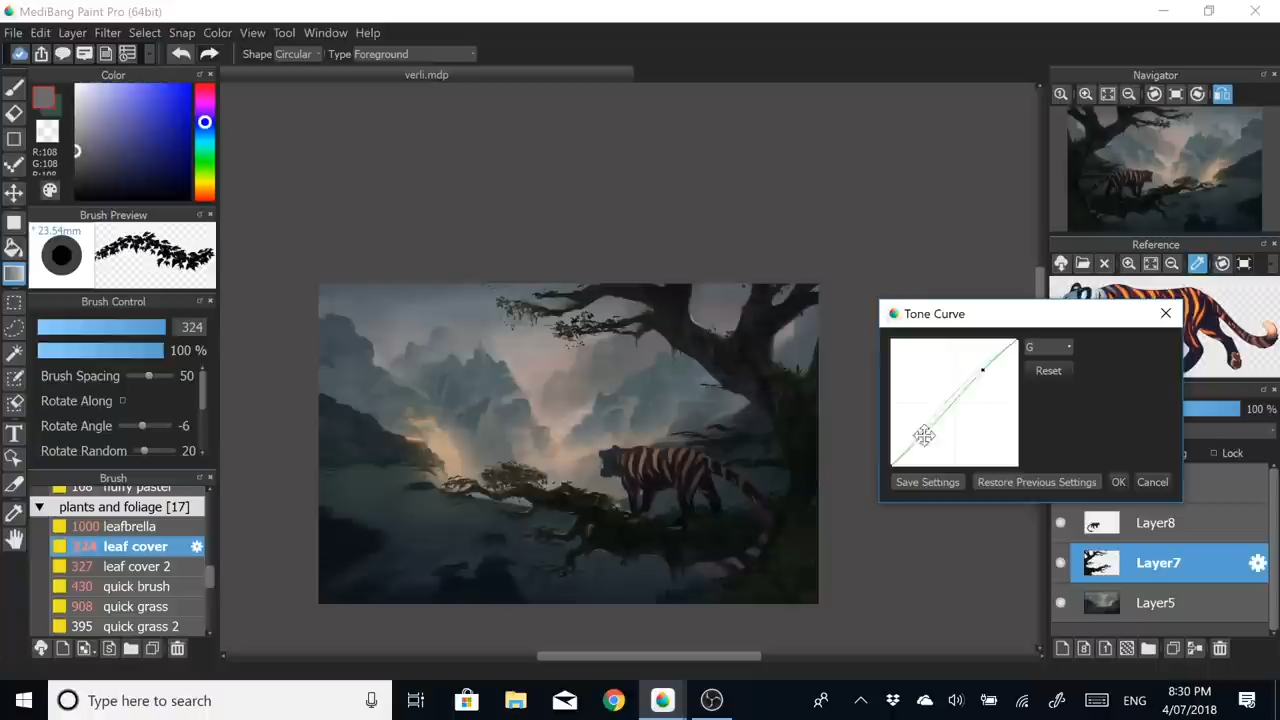 MediBang Paint Pro (64bit)
File Edit Layer Filter Select Snap Color View Tool Window Help
Shape Circular Type Foreground
Color
verli.mdp
Navigator
R:108
G:108
Brush Preview
* 23.54mm
Reference
Brush Control
324
100 %
Brush Spacing 50
Rotate Along
Rotate Angle -6
Rotate Random 20
Tone Curve
G
Reset
Save Settings Restore Previous Settings OK Cancel
100 %
Lock
Brush
108 fluffy pastel
plants and foliage [17]
1000 leafbrella
324 leaf cover
327 leaf cover 2
430 quick brush
908 quick grass
395 quick grass 2
Layer8
Layer7
Layer5
Type here to search
ENG
8:30 PM
4/07/2018